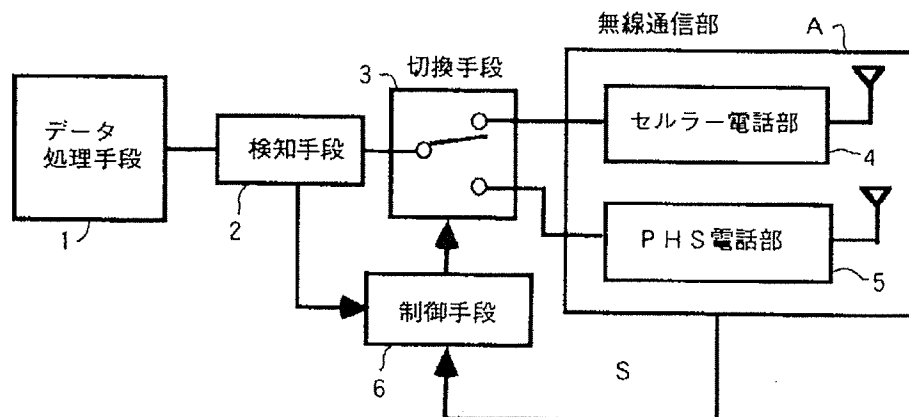 無線通信部
A
切換手段
3
データ
処理手段
1
検知手段
2
セルラー電話部
4
PHS電話部
5
制御手段
6
S